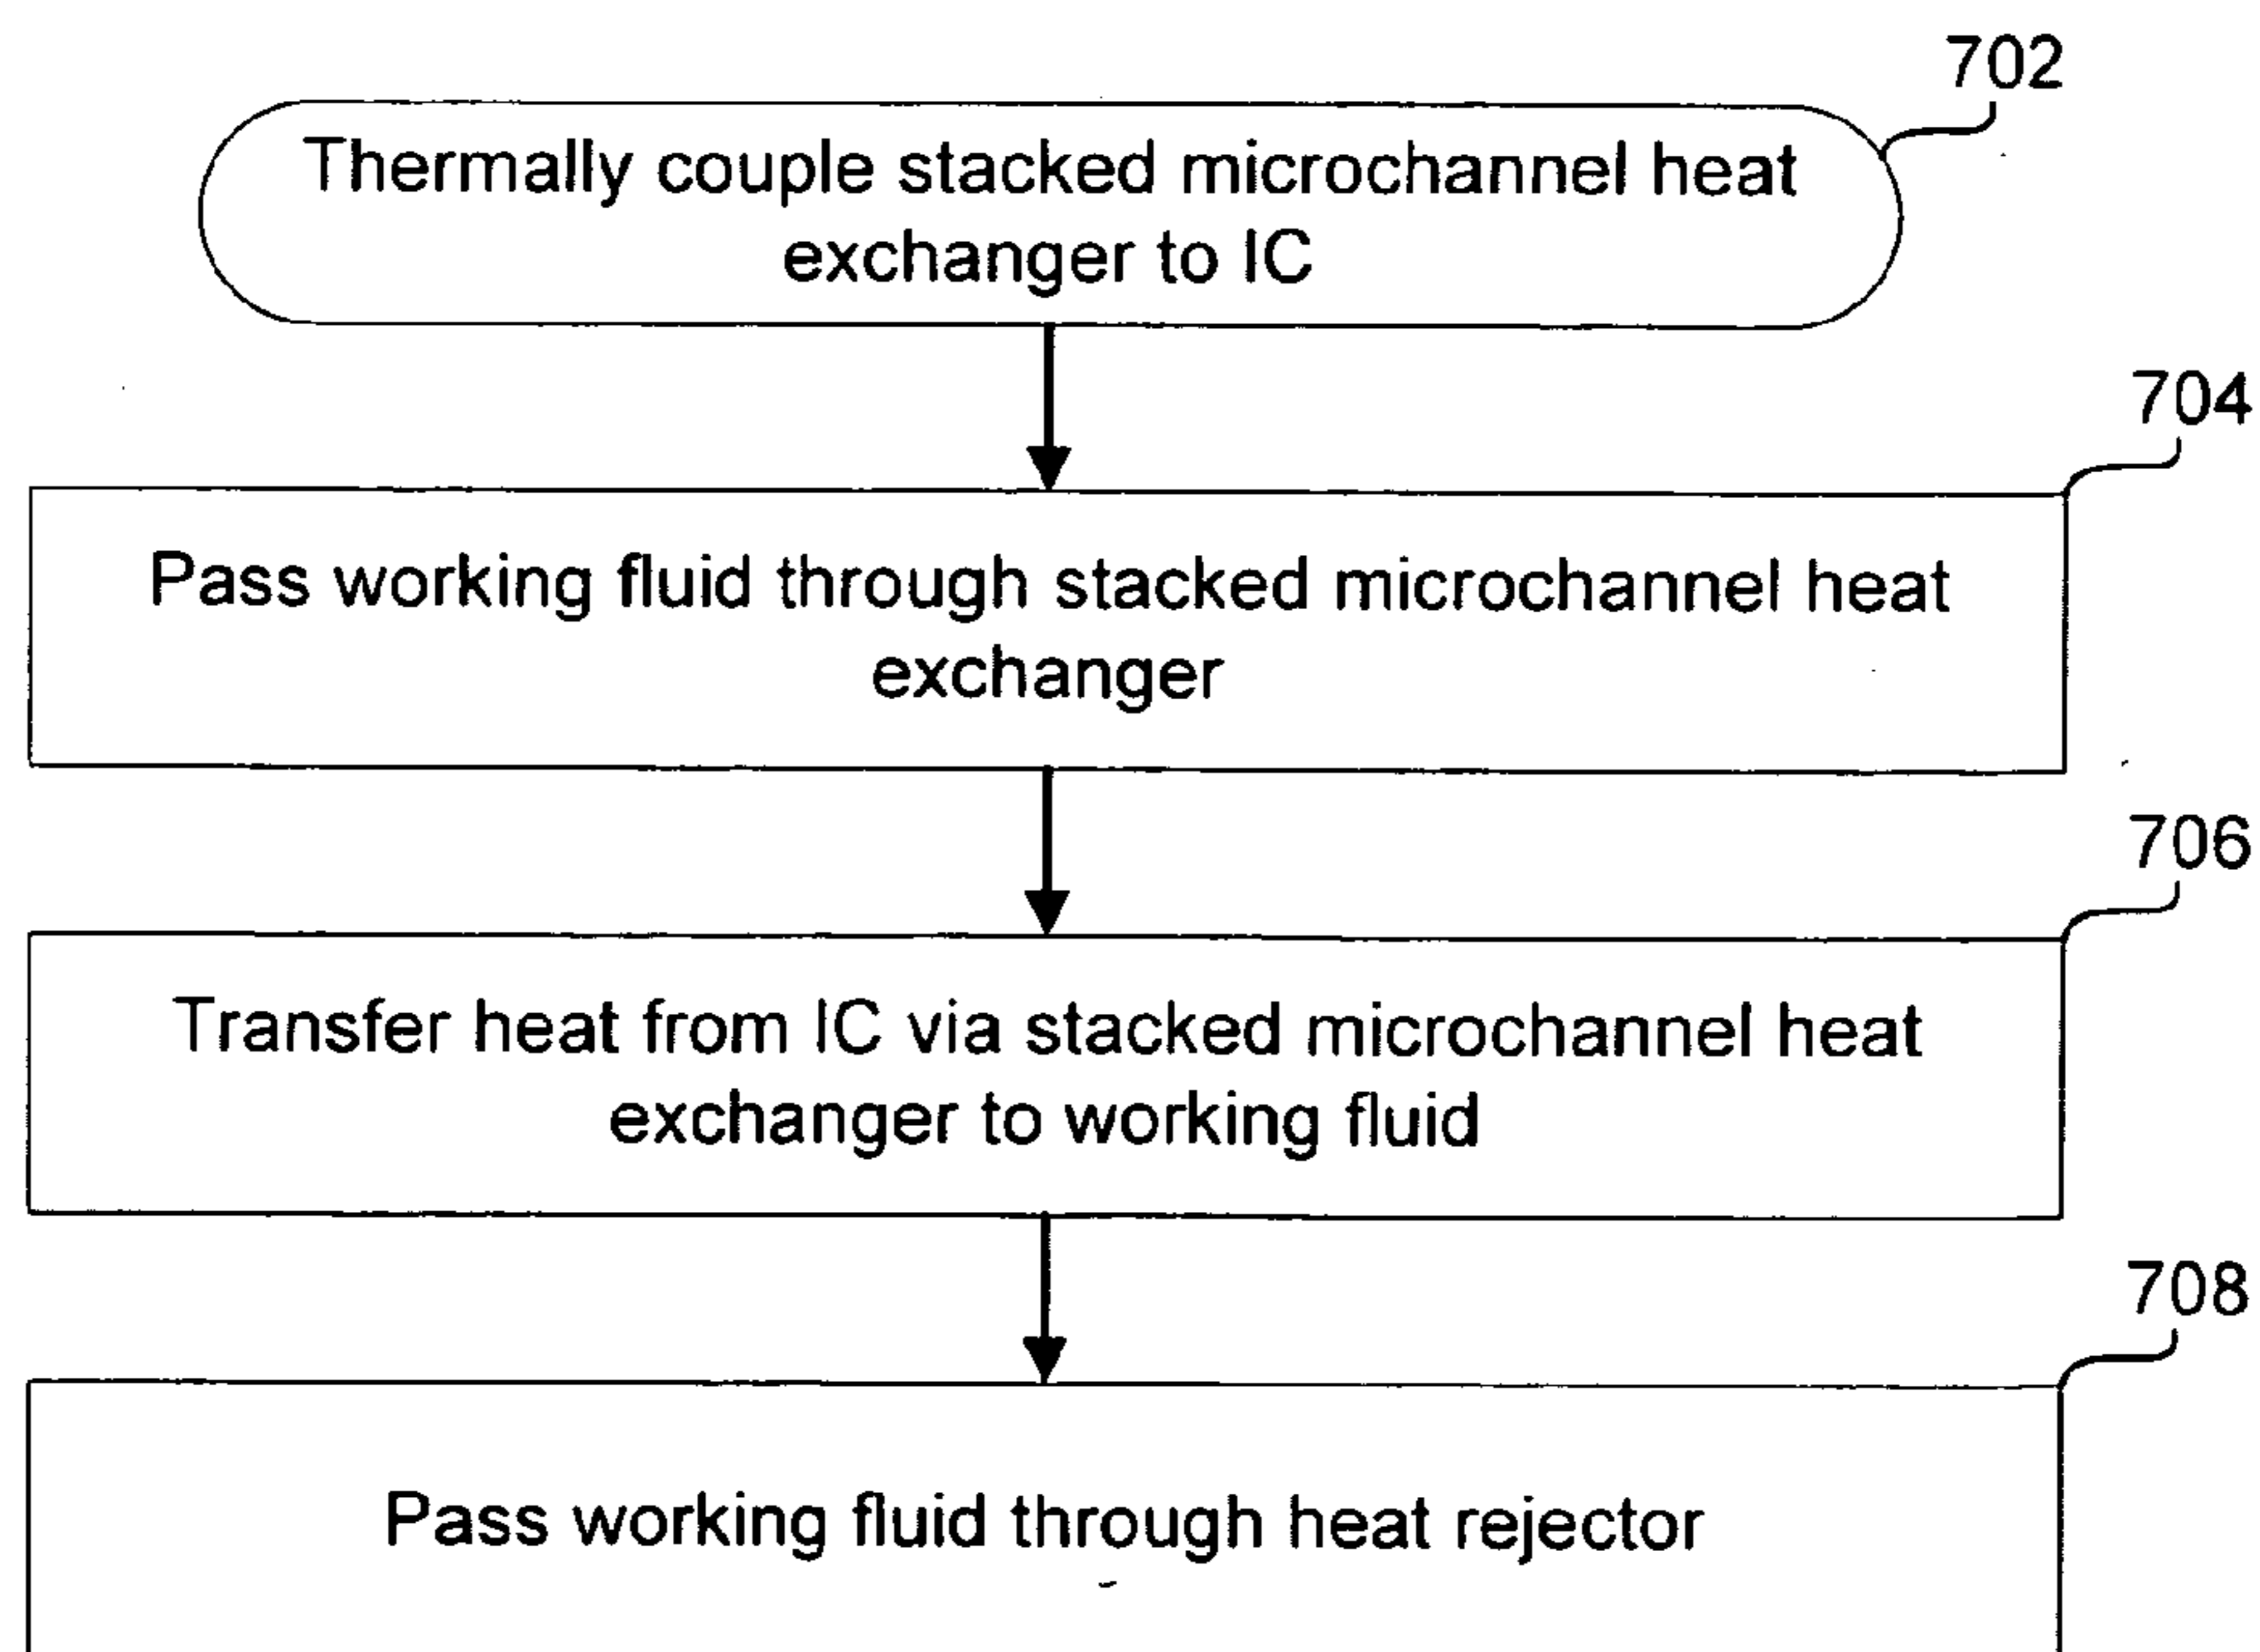 702
Thermally couple stacked microchannel heat
exchanger to IC
704
Pass working fluid through stacked microchannel heat
exchanger
706
Transfer heat from IC via stacked microchannel heat
exchanger to working fluid
708
Pass working fluid through heat rejector